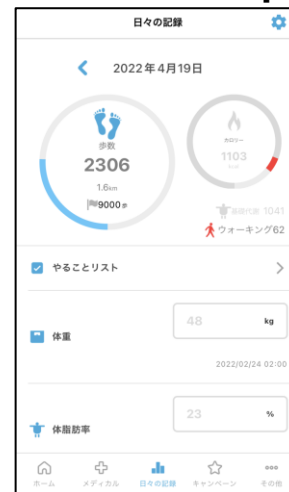 日々の記録
2022年4月19日
歩数
2306
1.6km
9000歩
カロリー
1103
kcal
基礎代謝 1041
ウォーキング62
やることリスト
体重
48 kg
2022/02/24 02:00
体脂肪率
23 %
ホーム メディカル 日々の記録 キャンペーン その他